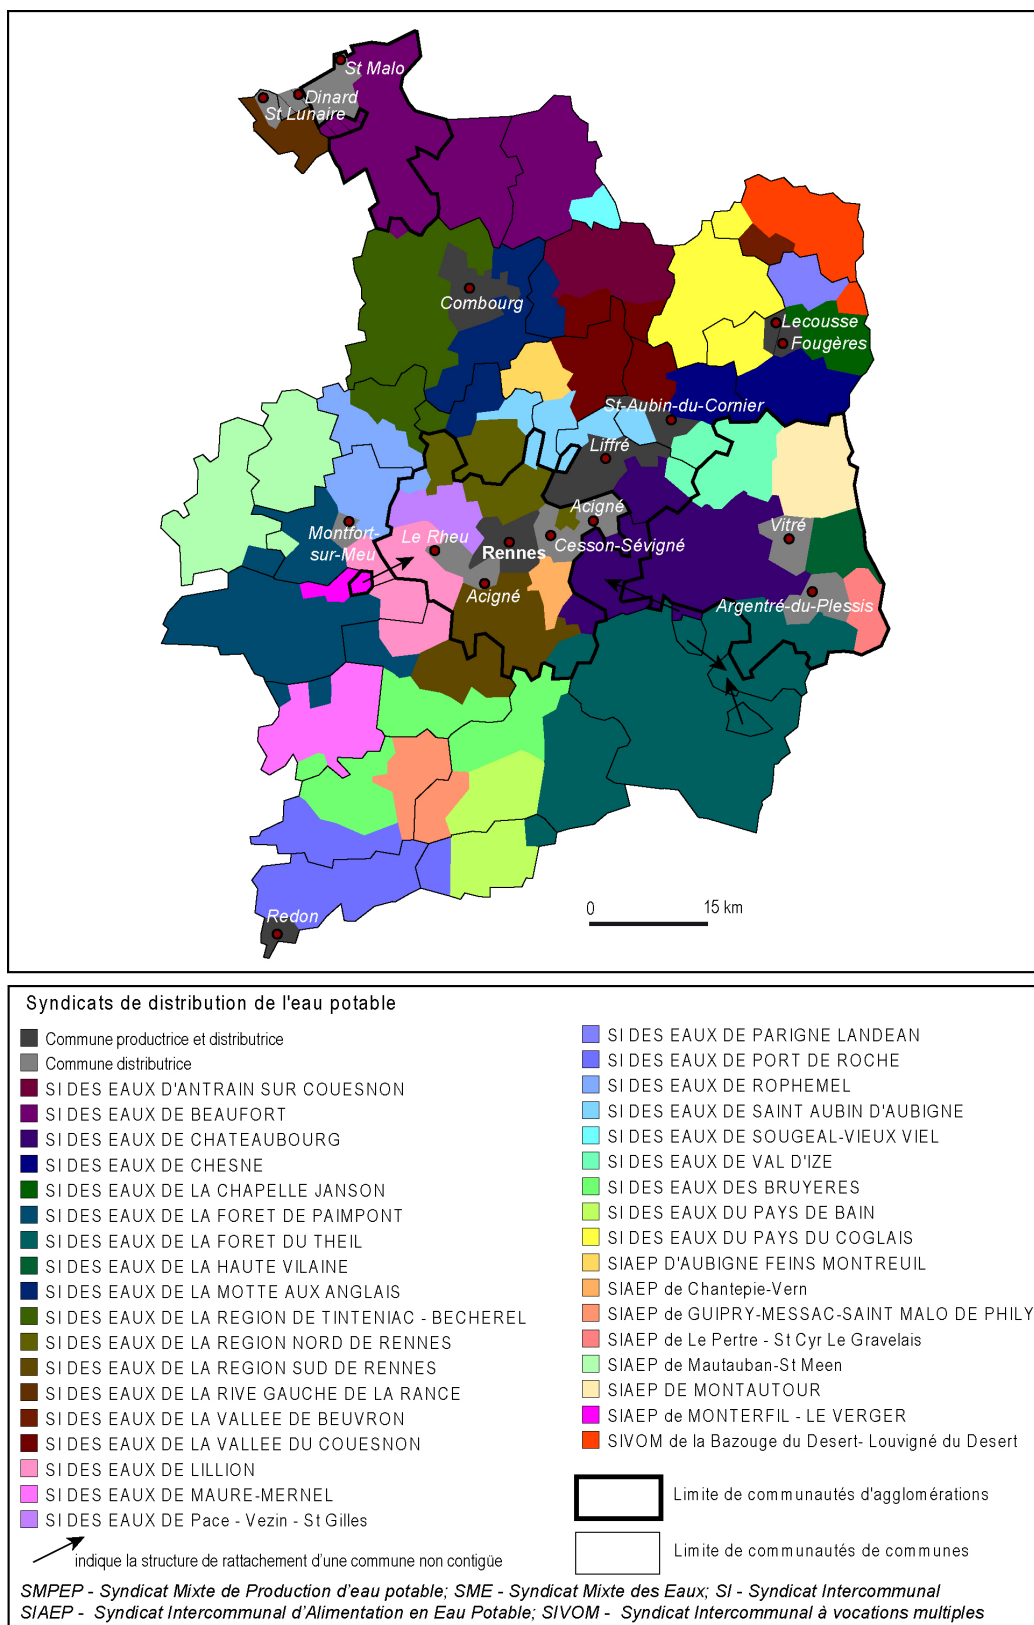 St Malo
Dinard
St Lunaire
Combourg
Lecousse
Fougères
St-Aubin-du-Cornier
Liffré
Acigné
Montfort-
sur-Meu
Le Rheu
Rennes
Cesson-Sévigné
Vitré
Acigné
Argentré-du-Plessis
Redon
0 15 km
Syndicats de distribution de l'eau potable
Commune productrice et distributrice
Commune distributrice
SI DES EAUX D'ANTRAIN SUR COUESNON
SI DES EAUX DE BEAUFORT
SI DES EAUX DE CHATEAUBOURG
SI DES EAUX DE CHESNE
SI DES EAUX DE LA CHAPELLE JANSON
SI DES EAUX DE LA FORET DE PAIMPONT
SI DES EAUX DE LA FORET DU THEIL
SI DES EAUX DE LA HAUTE VILAINE
SI DES EAUX DE LA MOTTE AUX ANGLAIS
SI DES EAUX DE LA REGION DE TINTENIAC - BECHEREL
SI DES EAUX DE LA REGION NORD DE RENNES
SI DES EAUX DE LA REGION SUD DE RENNES
SI DES EAUX DE LA RIVE GAUCHE DE LA RANCE
SI DES EAUX DE LA VALLEE DE BEUVRON
SI DES EAUX DE LA VALLEE DU COUESNON
SI DES EAUX DE LILLION
SI DES EAUX DE MAURE-MERNEL
SI DES EAUX DE Pace - Vezin - St Gilles
indique la structure de rattachement d'une commune non contigüe
SI DES EAUX DE PARIGNE LANDEAN
SI DES EAUX DE PORT DE ROCHE
SI DES EAUX DE ROPHEMEL
SI DES EAUX DE SAINT AUBIN D'AUBIGNE
SI DES EAUX DE SOUGEAL-VIEUX VIEL
SI DES EAUX DE VAL D'IZE
SI DES EAUX DES BRUYERES
SI DES EAUX DU PAYS DE BAIN
SI DES EAUX DU PAYS DU COGLAIS
SIAEP D'AUBIGNE FEINS MONTREUIL
SIAEP de Chantepie-Vern
SIAEP de GUIPRY-MESSAC-SAINT MALO DE PHILY
SIAEP de Le Pertre - St Cyr Le Gravelais
SIAEP de Mautauban-St Meen
SIAEP DE MONTAUTOUR
SIAEP de MONTERFIL - LE VERGER
SIVOM de la Bazouge du Desert- Louvigné du Desert
Limite de communautés d'agglomérations
Limite de communautés de communes
SMPEP - Syndicat Mixte de Production d'eau potable; SME - Syndicat Mixte des Eaux; SI - Syndicat Intercommunal
SIAEP - Syndicat Intercommunal d'Alimentation en Eau Potable; SIVOM - Syndicat Intercommunal à vocations multiples